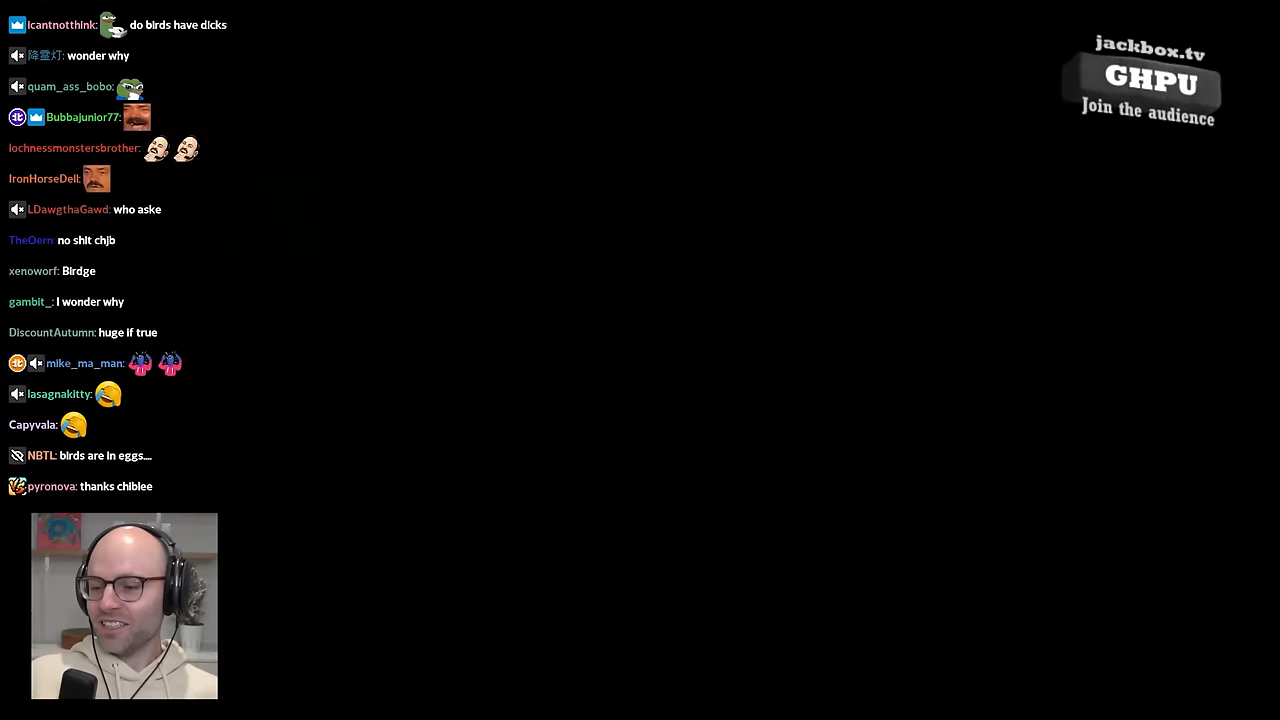 Icantnotthink: do birds have dicks
降霊灯: wonder why
quam_ass_bobo:
Bubbajunior77:
lochnessmonstersbrother:
IronHorseDell:
LDawgthaGawd: who aske
TheOern: no shit chjb
xenoworf: Birdge
gambit_: I wonder why
DiscountAutumn: huge if true
mike_ma_man:
lasagnakitty:
Capyvala:
NBTL: birds are in eggs....
pyronova: thanks chiblee
jackbox.tv
GHPU
Join the audience